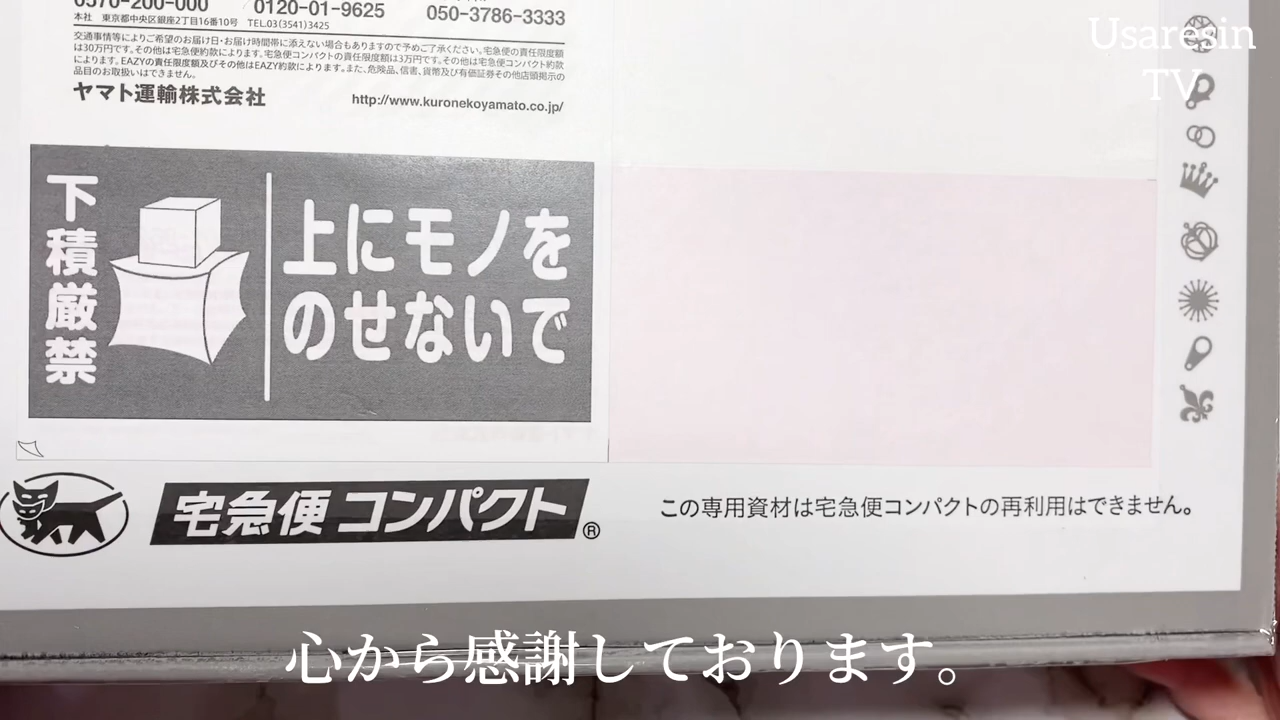 0570-200-000 0120-01-9625 050-3786-3333
本社 東京都中央区銀座2丁目16番10号 TEL.03(3541)3425
交通事情等によりご希望のお届け日・お届け時間帯に添えない場合もありますので予めご了承ください。宅急便の責任限度額
は30万円です。その他は宅急便約款によります。宅急便コンパクトの責任限度額は3万円です。その他は宅急便コンパクト約款
によります。EAZYの責任限度額及びその他はEAZY約款によります。また、危険品、信書、貨幣及び有価証券その他店頭掲示の
品目のお取扱いはできません。
ヤマト運輸株式会社 http://www.kuronekoyamato.co.jp/
Usaresin
TV
下積厳禁
上にモノを
のせないで
宅急便コンパクト®
この専用資材は宅急便コンパクトの再利用はできません。
心から感謝しております。